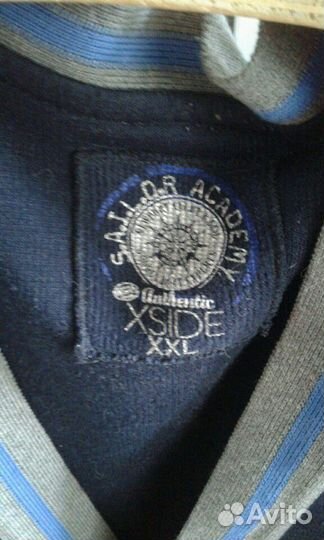 S.A.I.L.O.R ACADEMY
Authentic
XSIDE
XXL
Avito